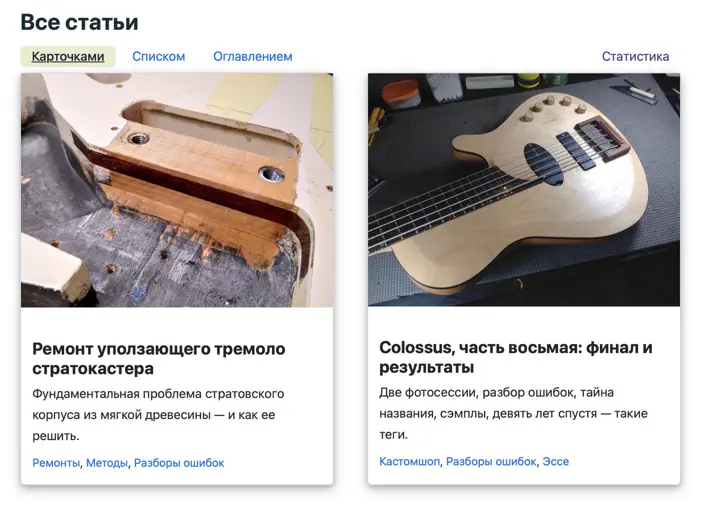 Все статьи
Карточками Списком Оглавлением Статистика
Ремонт уползающего тремоло
стратокастера
Фундаментальная проблема стратовского
корпуса из мягкой древесины — и как ее
решить.
Ремонты, Методы, Разборы ошибок
Colossus, часть восьмая: финал и
результаты
Две фотосессии, разбор ошибок, тайна
названия, сэмплы, девять лет спустя — такие
теги.
Кастомшоп, Разборы ошибок, Эссе